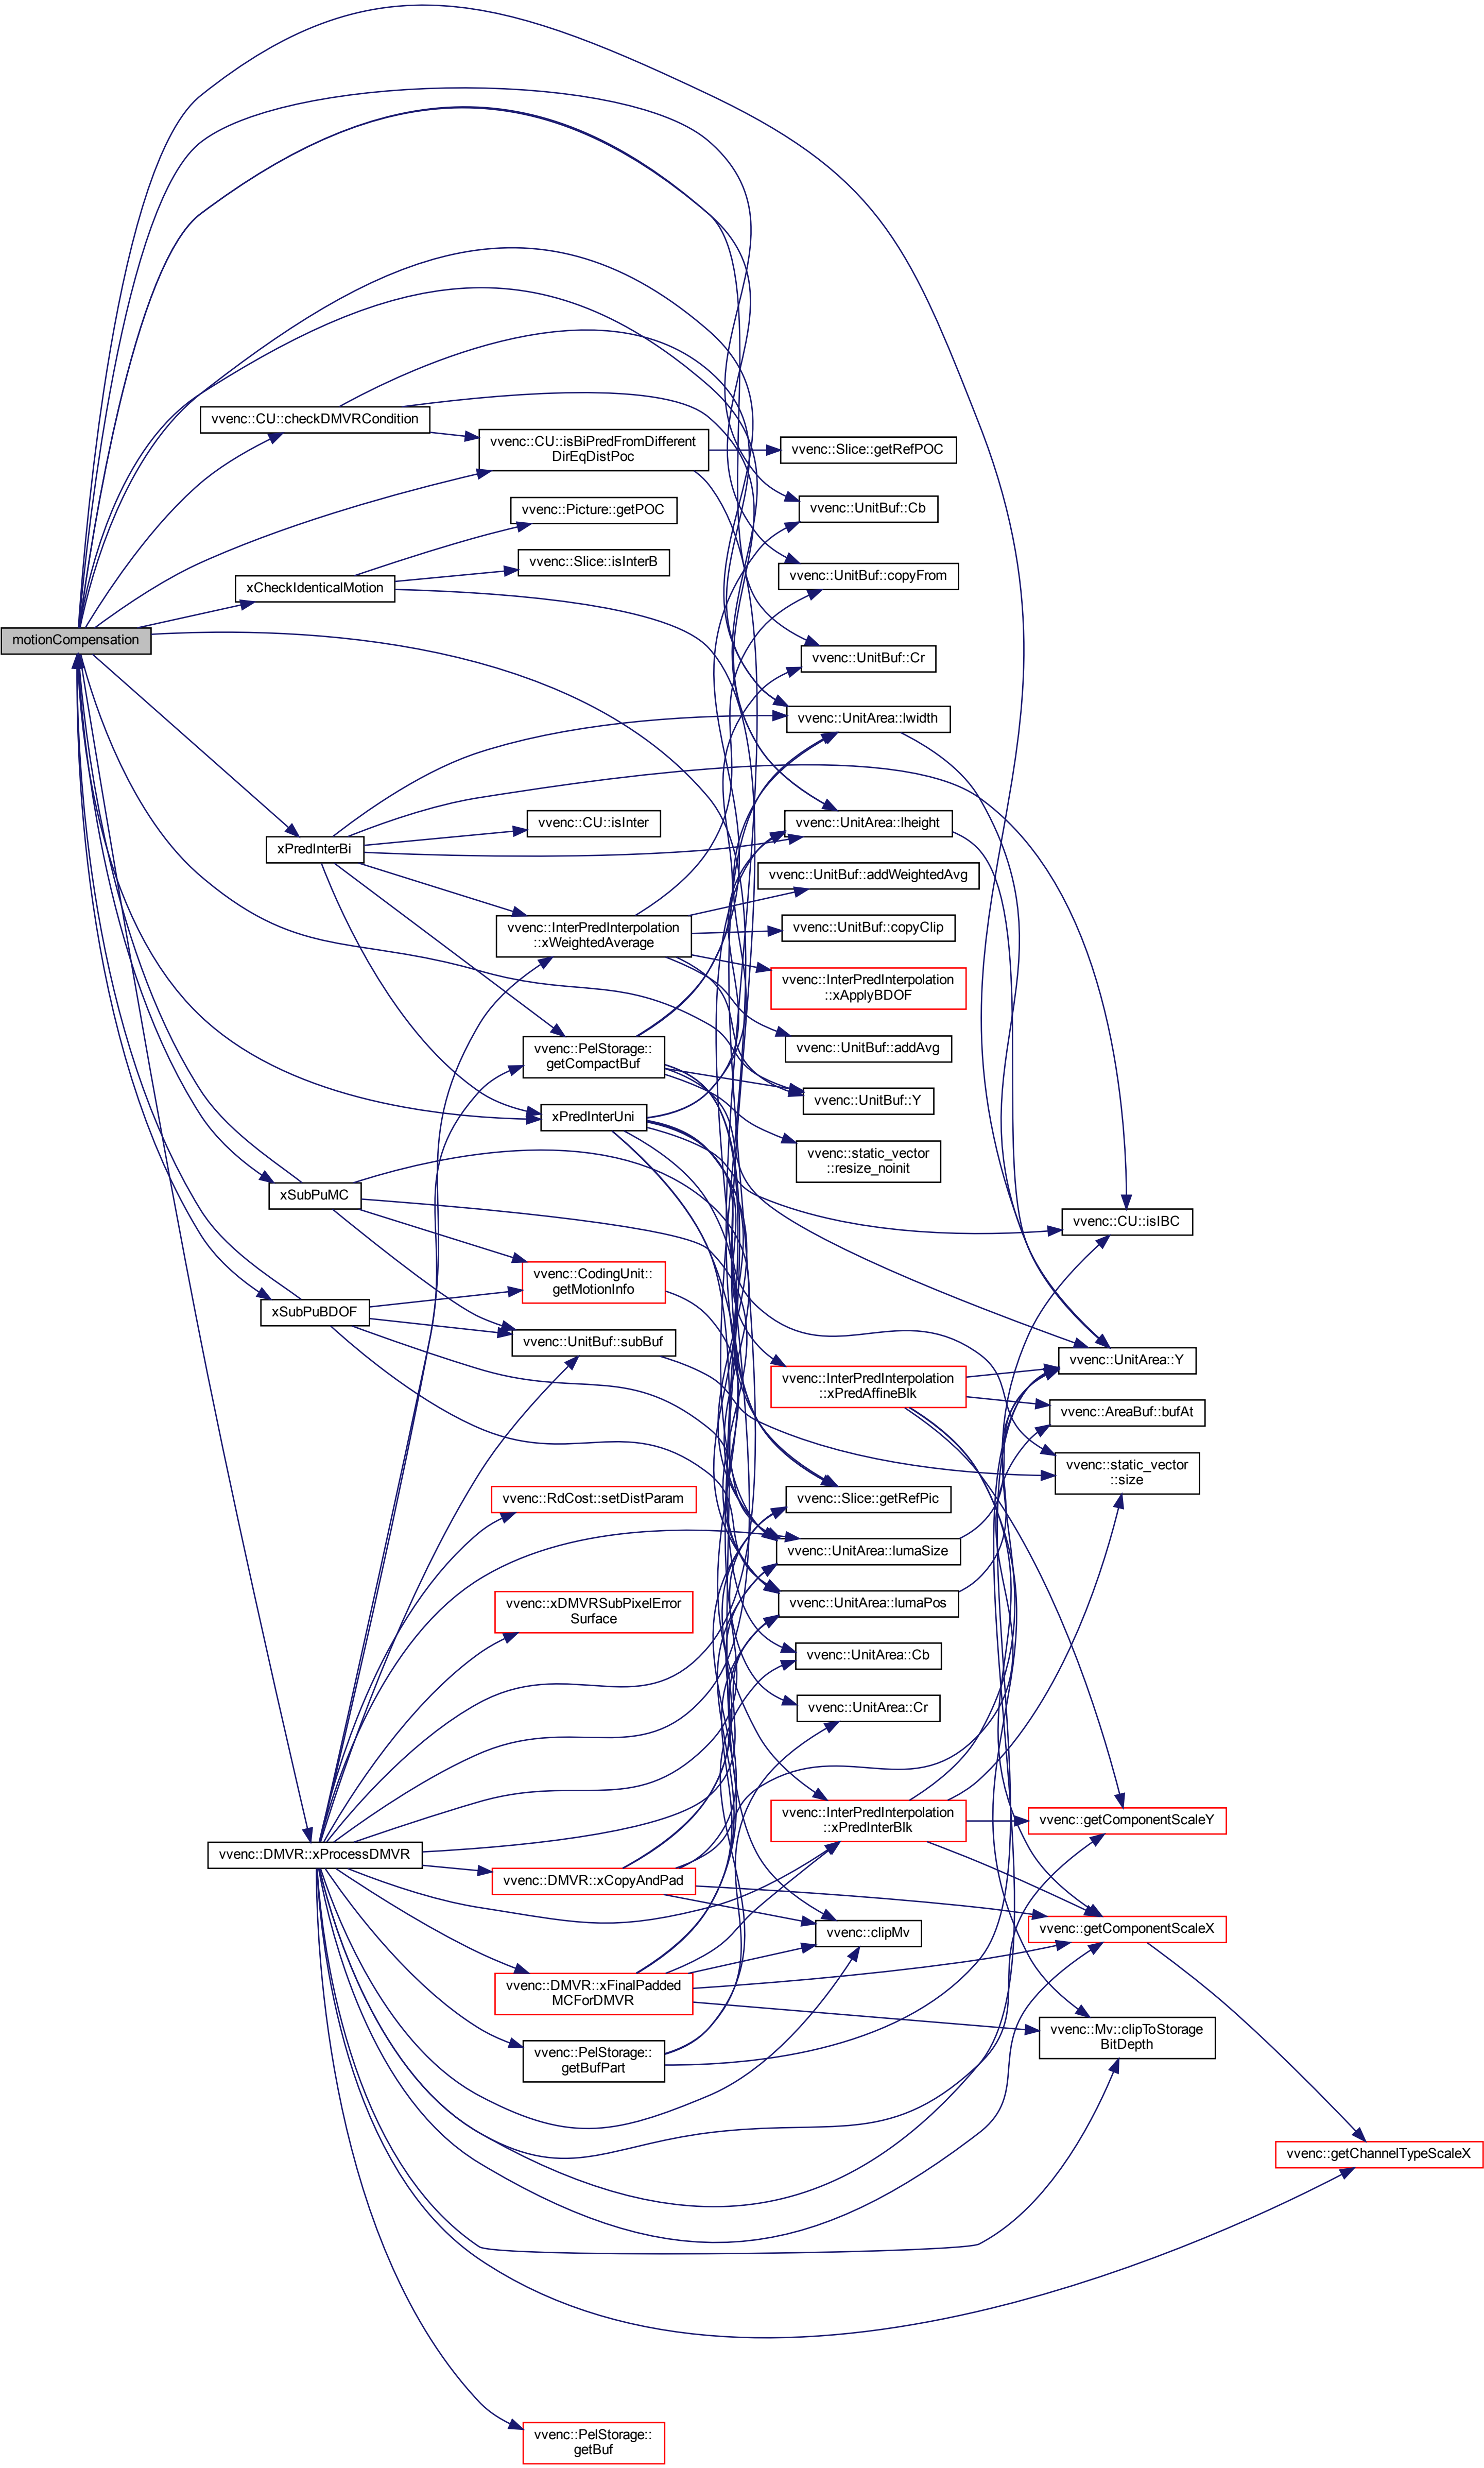 vvenc::CU::checkDMVRCondition
vvenc::CU::isBiPredFromDifferent
DirEqDistPoc
vvenc::Slice::getRefPOC
vvenc::Picture::getPOC
vvenc::UnitBuf::Cb
vvenc::Slice::isInterB
vvenc::UnitBuf::copyFrom
xCheckIdenticalMotion
motionCompensation
vvenc::UnitBuf::Cr
vvenc::UnitArea::lwidth
vvenc::CU::isInter
vvenc::UnitArea::lheight
xPredInterBi
vvenc::UnitBuf::addWeightedAvg
vvenc::InterPredInterpolation
::xWeightedAverage
vvenc::UnitBuf::copyClip
vvenc::InterPredInterpolation
::xApplyBDOF
vvenc::PelStorage::
getCompactBuf
vvenc::UnitBuf::addAvg
vvenc::UnitBuf::Y
xPredInterUni
vvenc::static_vector
::resize_noinit
xSubPuMC
vvenc::CU::isIBC
vvenc::CodingUnit::
getMotionInfo
xSubPuBDOF
vvenc::UnitBuf::subBuf
vvenc::UnitArea::Y
vvenc::InterPredInterpolation
::xPredAffineBlk
vvenc::AreaBuf::bufAt
vvenc::static_vector
::size
vvenc::RdCost::setDistParam
vvenc::Slice::getRefPic
vvenc::UnitArea::lumaSize
vvenc::xDMVRSubPixelError
Surface
vvenc::UnitArea::lumaPos
vvenc::UnitArea::Cb
vvenc::UnitArea::Cr
vvenc::InterPredInterpolation
::xPredInterBlk
vvenc::getComponentScaleY
vvenc::DMVR::xProcessDMVR
vvenc::DMVR::xCopyAndPad
vvenc::clipMv
vvenc::getComponentScaleX
vvenc::DMVR::xFinalPadded
MCForDMVR
vvenc::Mv::clipToStorage
BitDepth
vvenc::PelStorage::
getBufPart
vvenc::getChannelTypeScaleX
vvenc::PelStorage::
getBuf